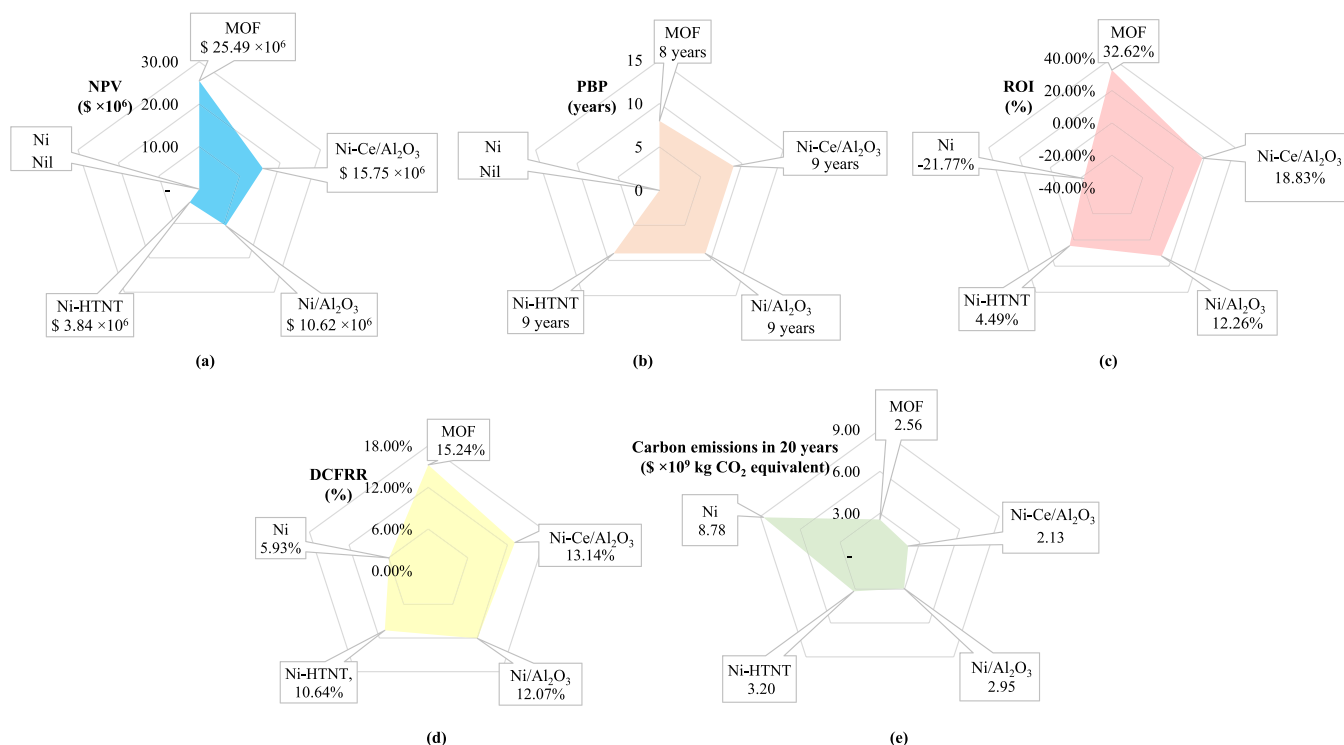 MOF
$ 25.49 ×10⁶
30.00
NPV
($ ×10⁶)
20.00
10.00
-
Ni
Nil
Ni-Ce/Al₂O₃
$ 15.75 ×10⁶
Ni-HTNT
$ 3.84 ×10⁶
Ni/Al₂O₃
$ 10.62 ×10⁶
(a)
MOF
8 years
15
PBP
(years)
10
5
0
Ni
Nil
Ni-Ce/Al₂O₃
9 years
Ni-HTNT
9 years
Ni/Al₂O₃
9 years
(b)
MOF
32.62%
40.00%
ROI
(%)
20.00%
0.00%
-20.00%
-40.00%
Ni
-21.77%
Ni-Ce/Al₂O₃
18.83%
Ni-HTNT
4.49%
Ni/Al₂O₃
12.26%
(c)
MOF
15.24%
18.00%
DCFRR
(%)
12.00%
6.00%
0.00%
Ni
5.93%
Ni-Ce/Al₂O₃
13.14%
Ni-HTNT,
10.64%
Ni/Al₂O₃
12.07%
(d)
MOF
2.56
9.00
Carbon emissions in 20 years
($ ×10⁹ kg CO₂ equivalent)
6.00
3.00
-
Ni
8.78
Ni-Ce/Al₂O₃
2.13
Ni-HTNT
3.20
Ni/Al₂O₃
2.95
(e)